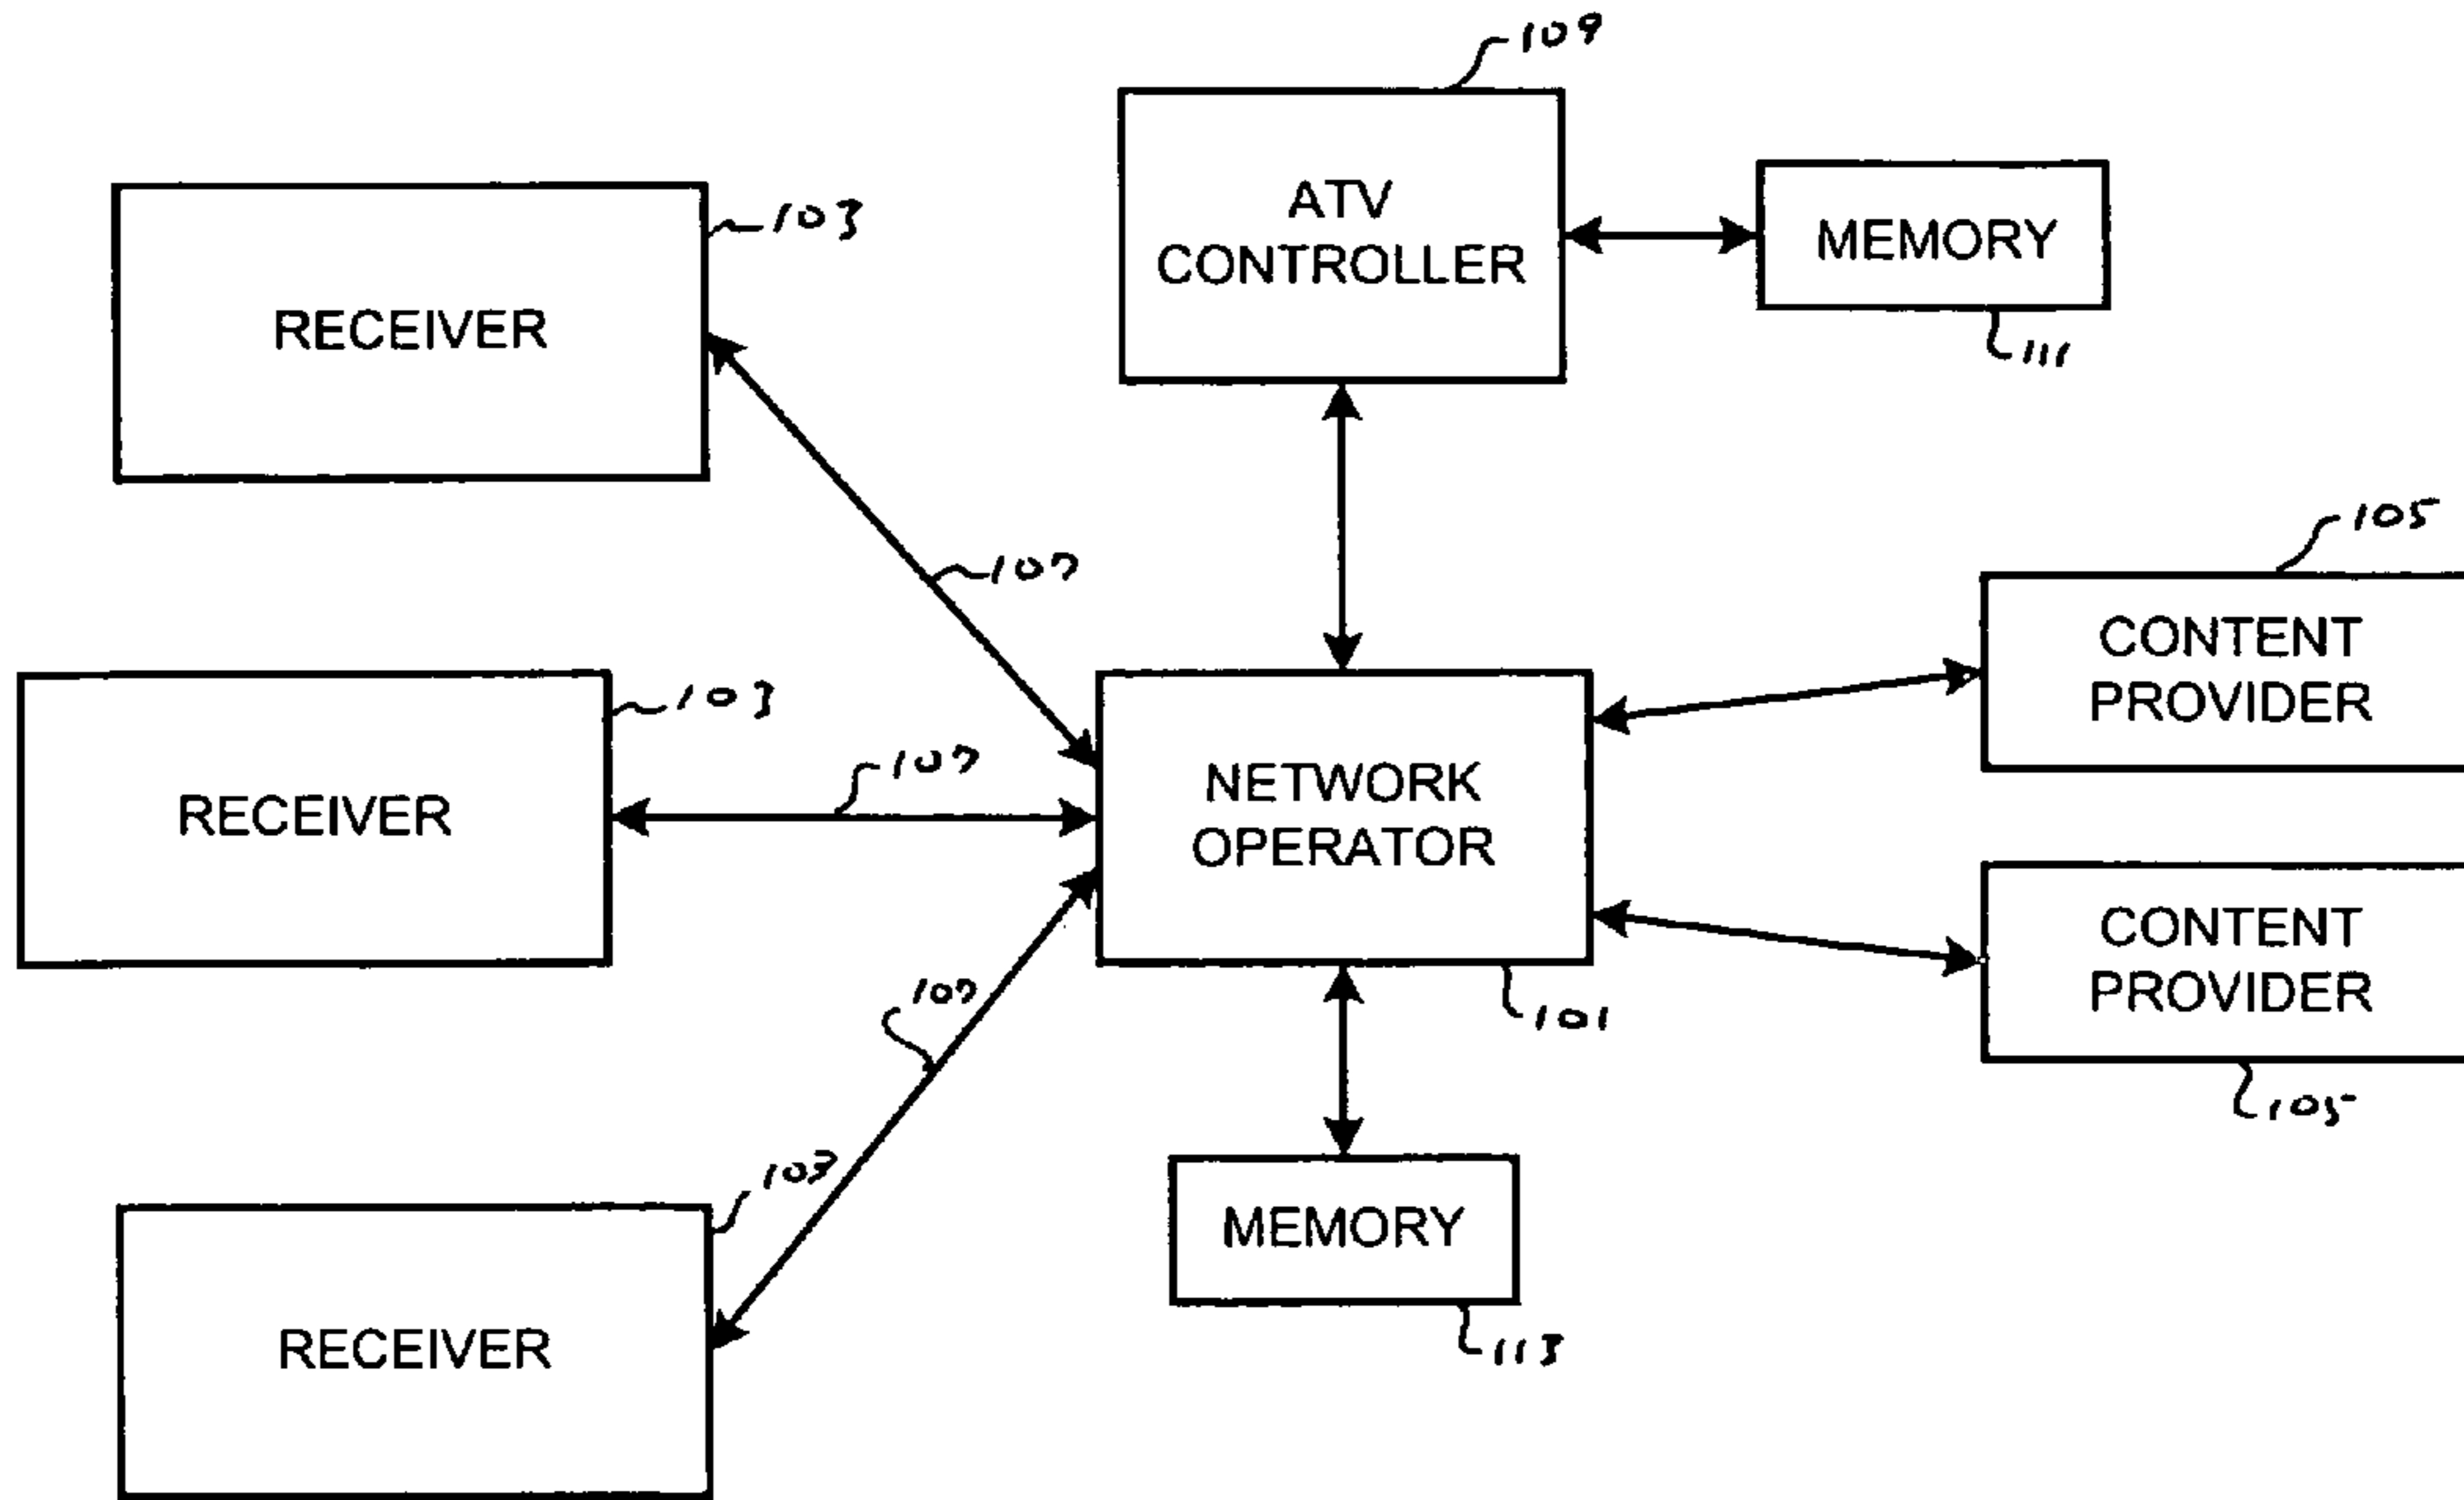 109
ATV
CONTROLLER
MEMORY
111
103
RECEIVER
107
105
CONTENT
PROVIDER
103
RECEIVER
107
NETWORK
OPERATOR
101
CONTENT
PROVIDER
105
107
103
RECEIVER
MEMORY
113